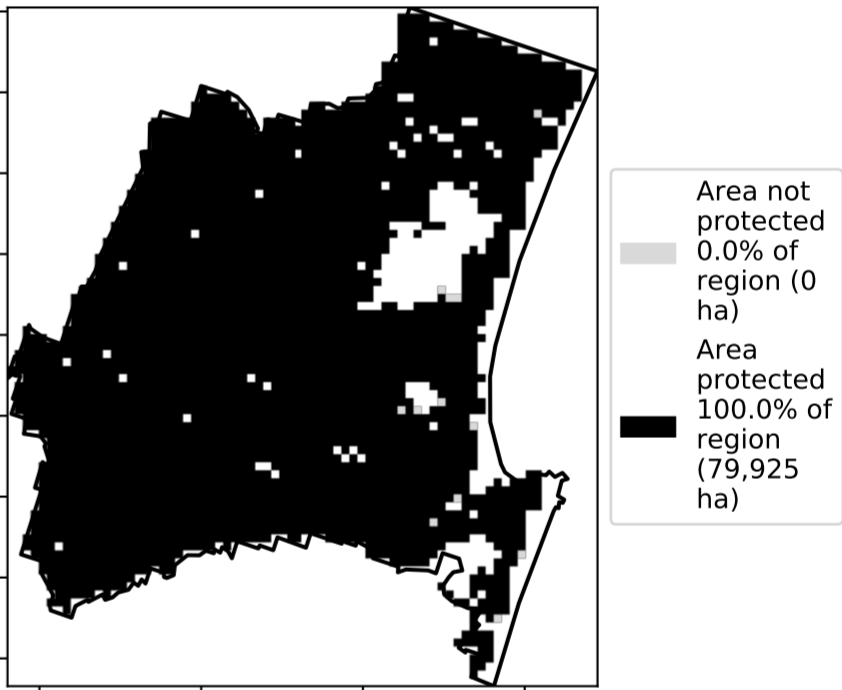 Area not
protected
0.0% of
region (0
ha)
Area
protected
100.0% of
region
(79,925
ha)